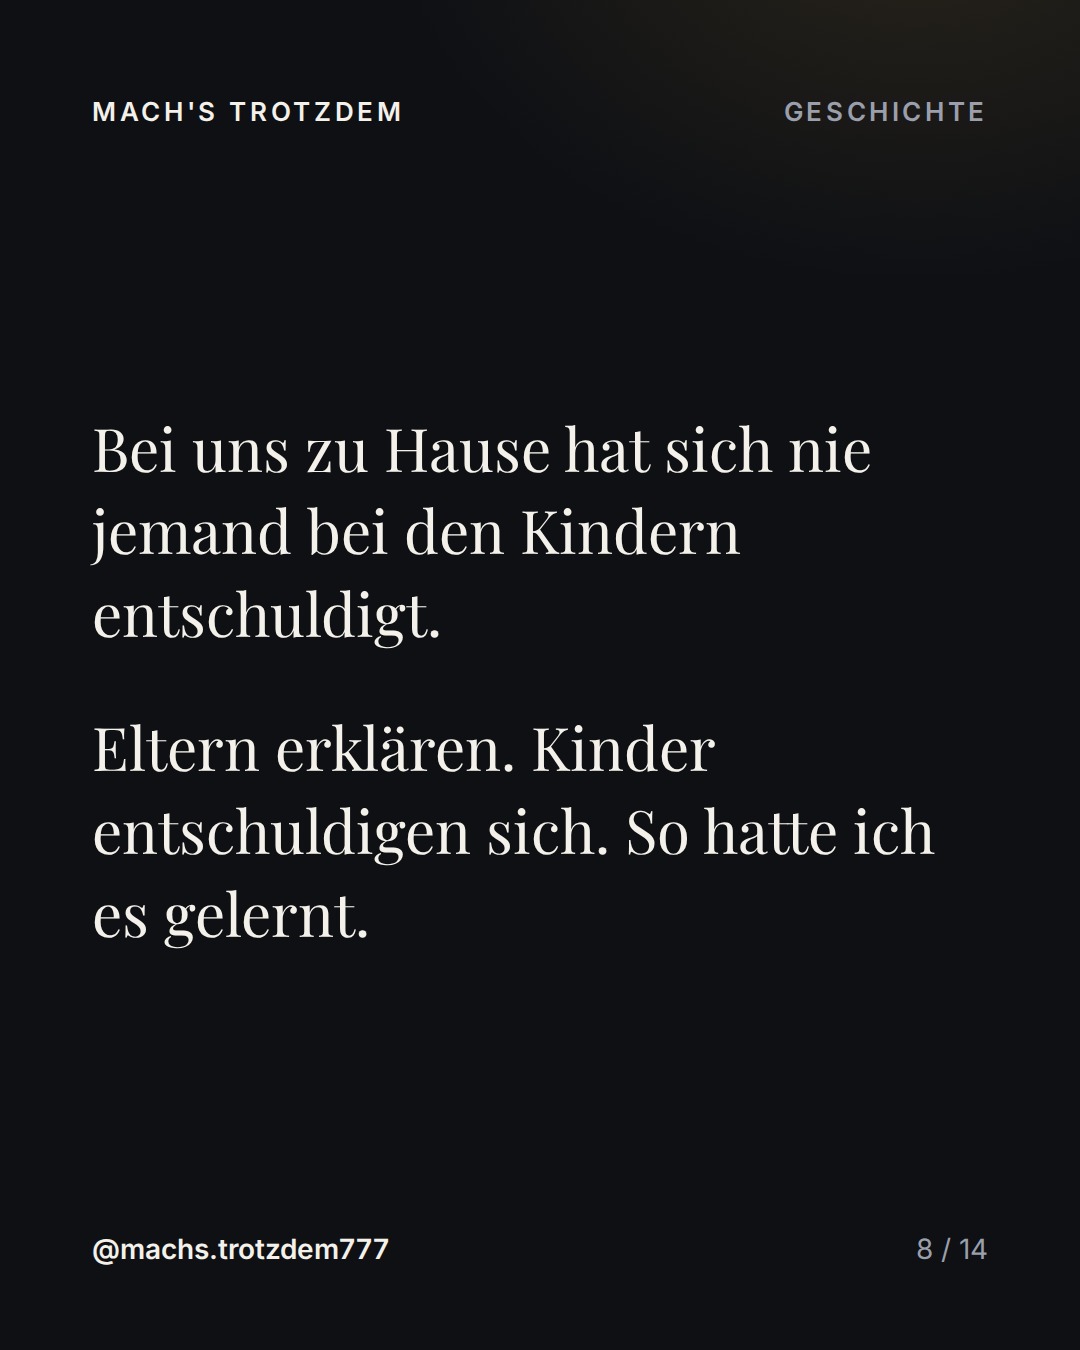 MACH'S TROTZDEM
GESCHICHTE
Bei uns zu Hause hat sich nie
jemand bei den Kindern
entschuldigt.
Eltern erklären. Kinder
entschuldigen sich. So hatte ich
es gelernt.
@machs.trotzdem777
8 / 14